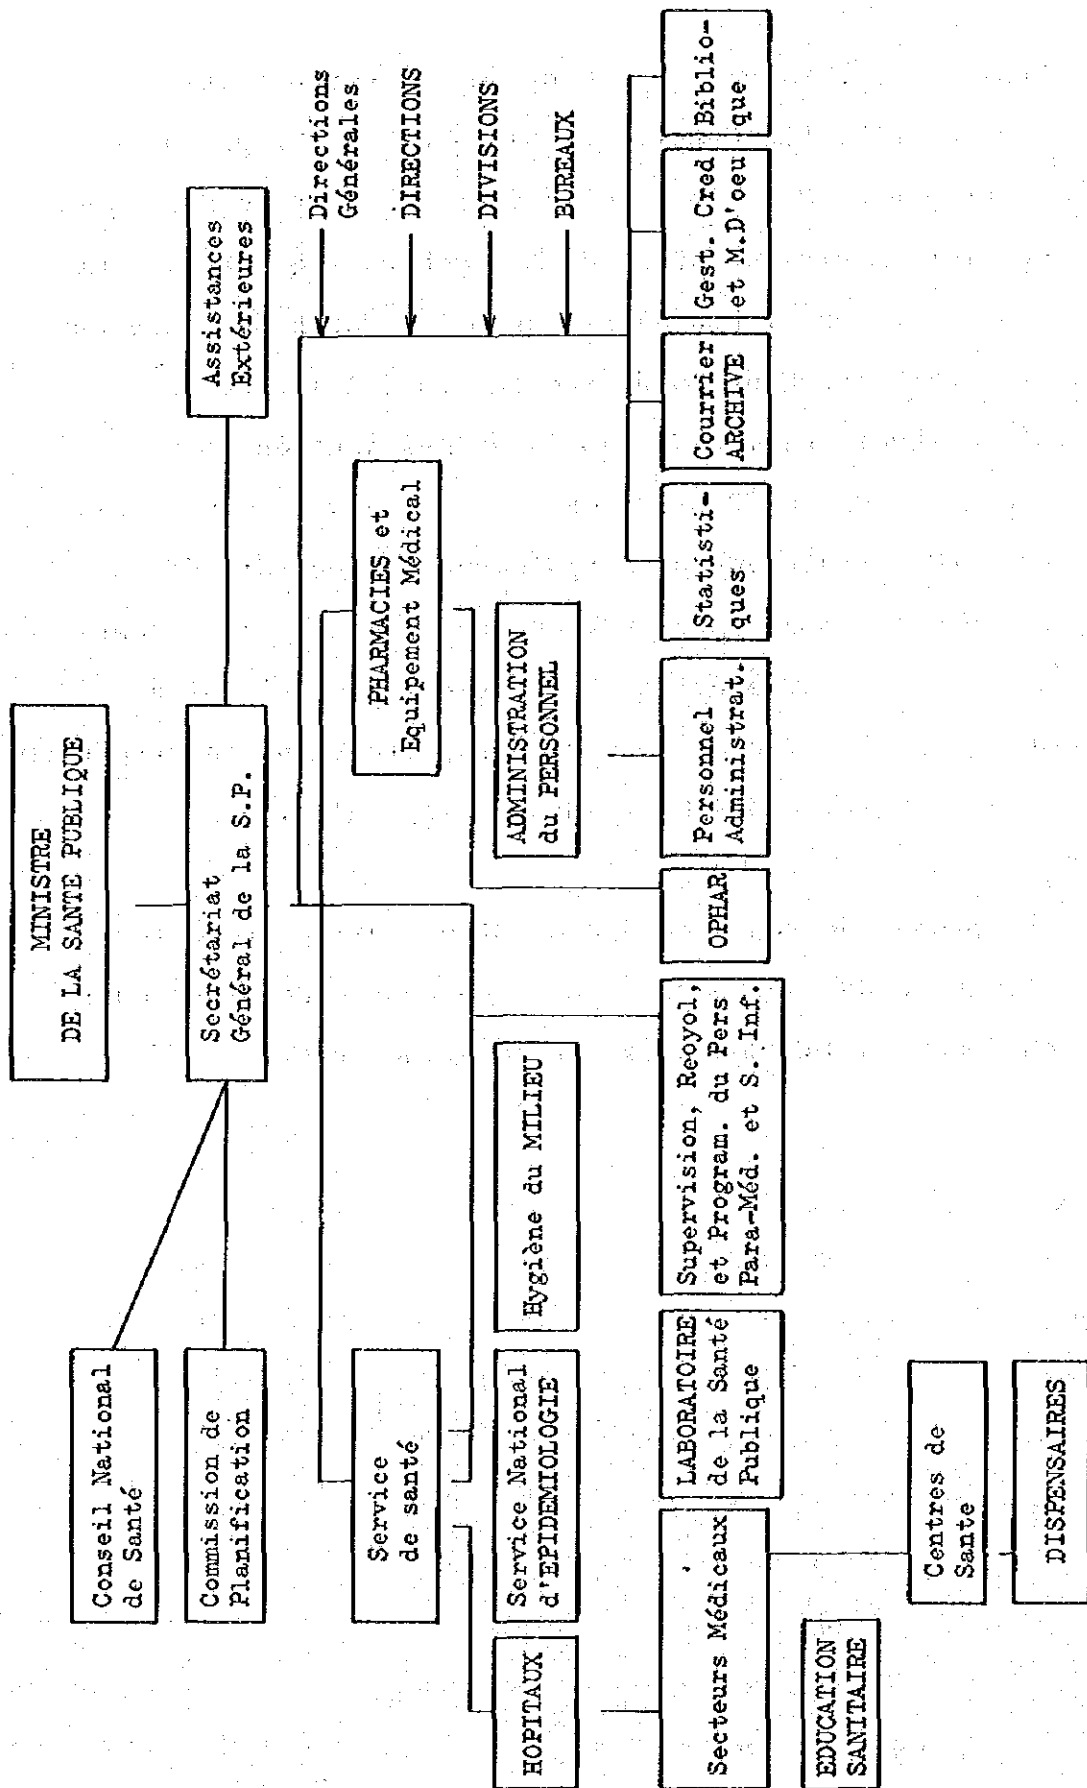 MINISTRE
DE LA SANTE PUBLIQUE
Conseil National
de Santé
Commission de
Planification
Secrétariat
Général de la S.P.
Assistances
Extérieures
Directions
Générales
DIRECTIONS
DIVISIONS
BUREAUX
Service
de santé
PHARMACIES et
Equipement Médical
HOPITAUX
Service National
d'EPIDEMIOLOGIE
Hygiène du MILIEU
ADMINISTRATION
du PERSONNEL
Secteurs Médicaux
LABORATOIRE
de la Santé
Publique
Supervision, Reoyol,
et Program. du Pers
Para-Méd. et S. Inf.
OPHAR
Personnel
Administrat.
Statisti-
ques
Courrier
ARCHIVE
Gest. Cred
et M.D'oeu
Biblio-
que
EDUCATION
SANITAIRE
Centres de
Sante
DISPENSAIRES